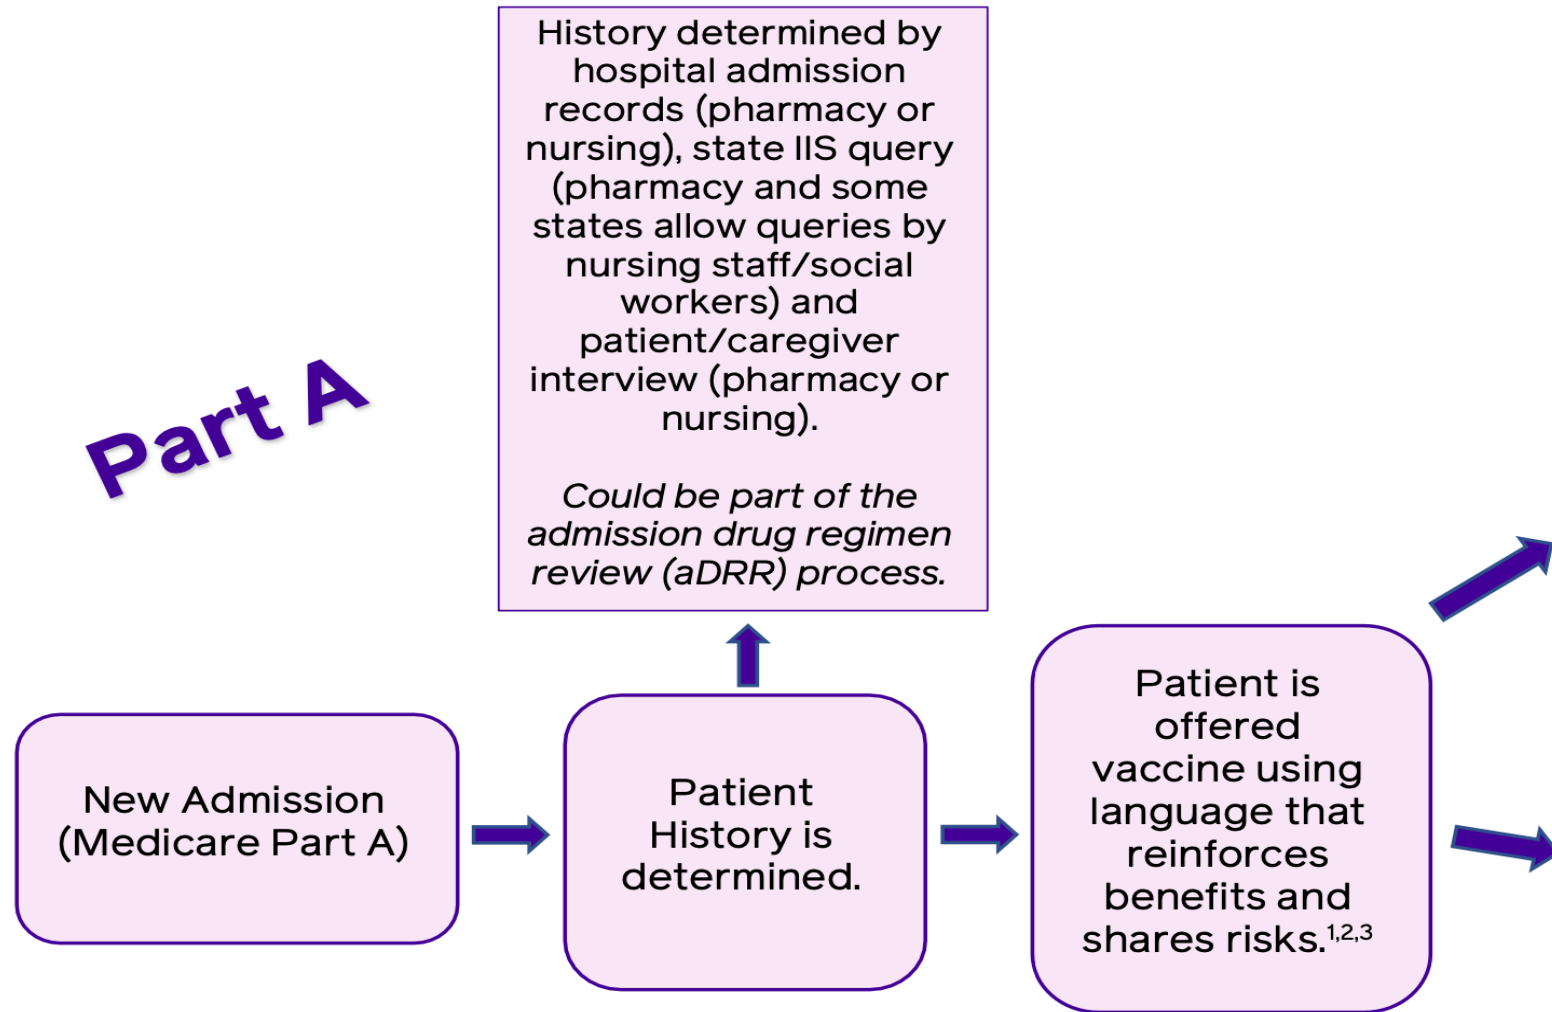 History determined by
hospital admission
records (pharmacy or
nursing), state IIS query
(pharmacy and some
states allow queries by
nursing staff/social
workers) and
patient/caregiver
interview (pharmacy or
nursing).
Could be part of the
admission drug regimen
review (aDRR) process.
Part A
New Admission
(Medicare Part A)
Patient
History is
determined.
Patient is
offered
vaccine using
language that
reinforces
benefits and
shares risks.1,2,3